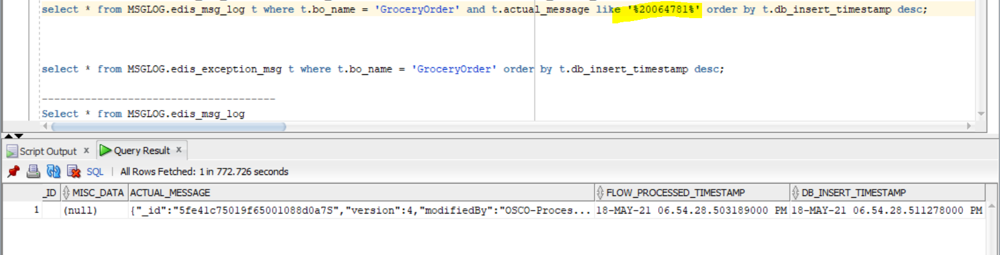 select * from MSGLOG.edis_msg_log t where t.bo_name = 'GroceryOrder' and t.actual_message like '%20064781%' order by t.db_insert_timestamp desc;
select * from MSGLOG.edis_exception_msg t where t.bo_name = 'GroceryOrder' order by t.db_insert_timestamp desc;
--------------------------------------
Select * from MSGLOG.edis_msg_log
Script Output x Query Result x
SQL | All Rows Fetched: 1 in 772.726 seconds
_ID MISC_DATA ACTUAL_MESSAGE FLOW_PROCESSED_TIMESTAMP DB_INSERT_TIMESTAMP
1 (null) {"_id":"5fe41c75019f65001088d0a7S","version":4,"modifiedBy":"OSCO-Proces... 18-MAY-21 06.54.28.503189000 PM 18-MAY-21 06.54.28.511278000 PM